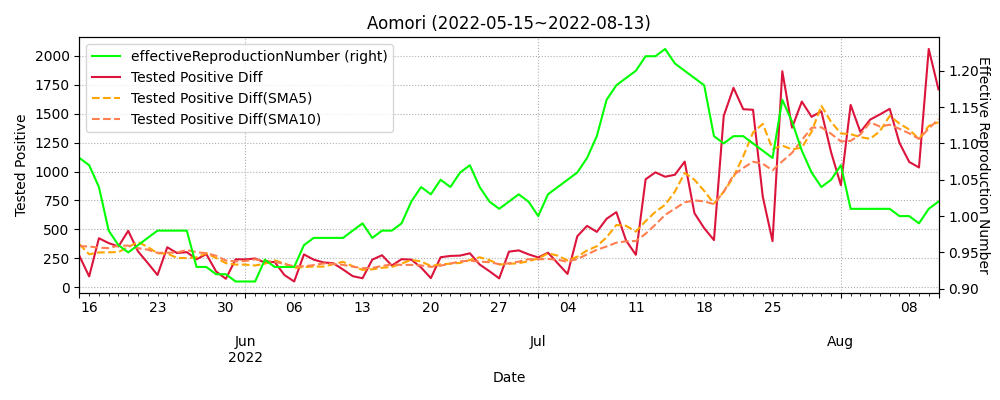 Aomori (2022-05-15~2022-08-13)
effectiveReproductionNumber (right)
Tested Positive Diff
Tested Positive Diff(SMA5)
Tested Positive Diff(SMA10)
Tested Positive
2000
1750
1500
1250
1000
750
500
250
0
Effective Reproduction Number
1.20
1.15
1.10
1.05
1.00
0.95
0.90
16 23 30 06 13 20 27 04 11 18 25 08
Jun Jul Aug
2022
Date